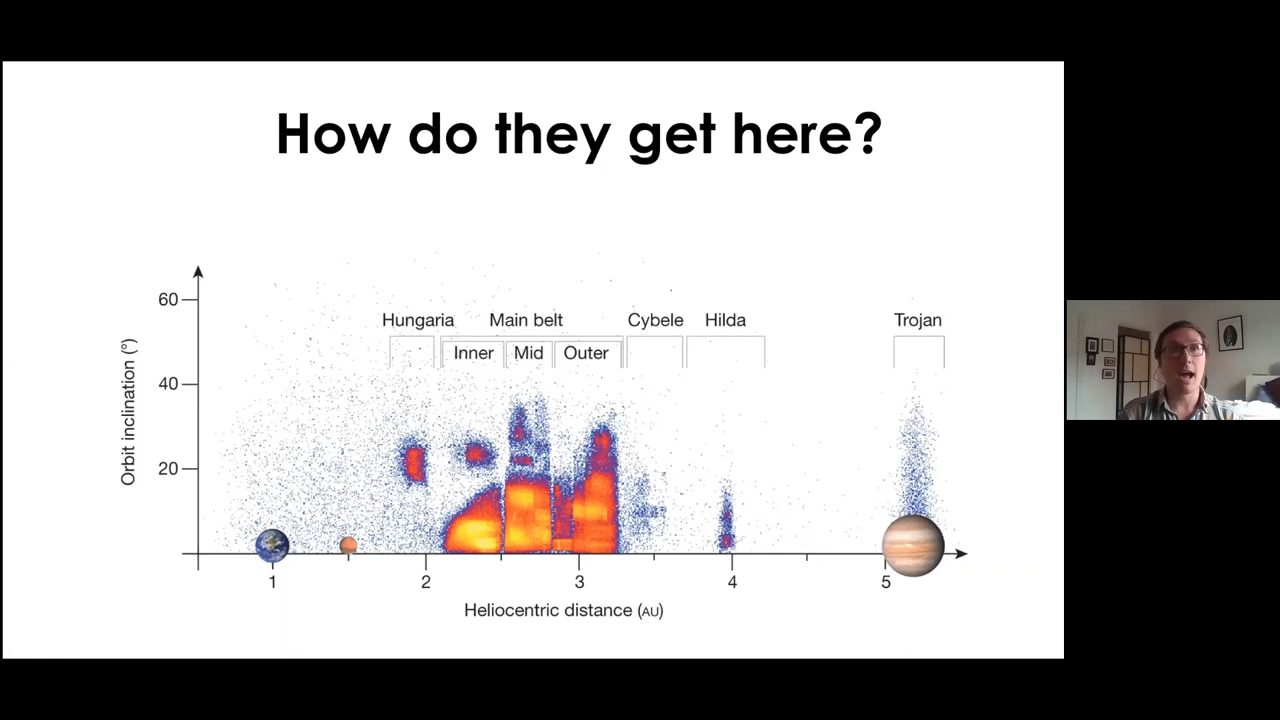 How do they get here?
60
40
20
Orbit inclination (°)
Hungaria Main belt Cybele Hilda Trojan
Inner Mid Outer
1 2 3 4 5
Heliocentric distance (AU)